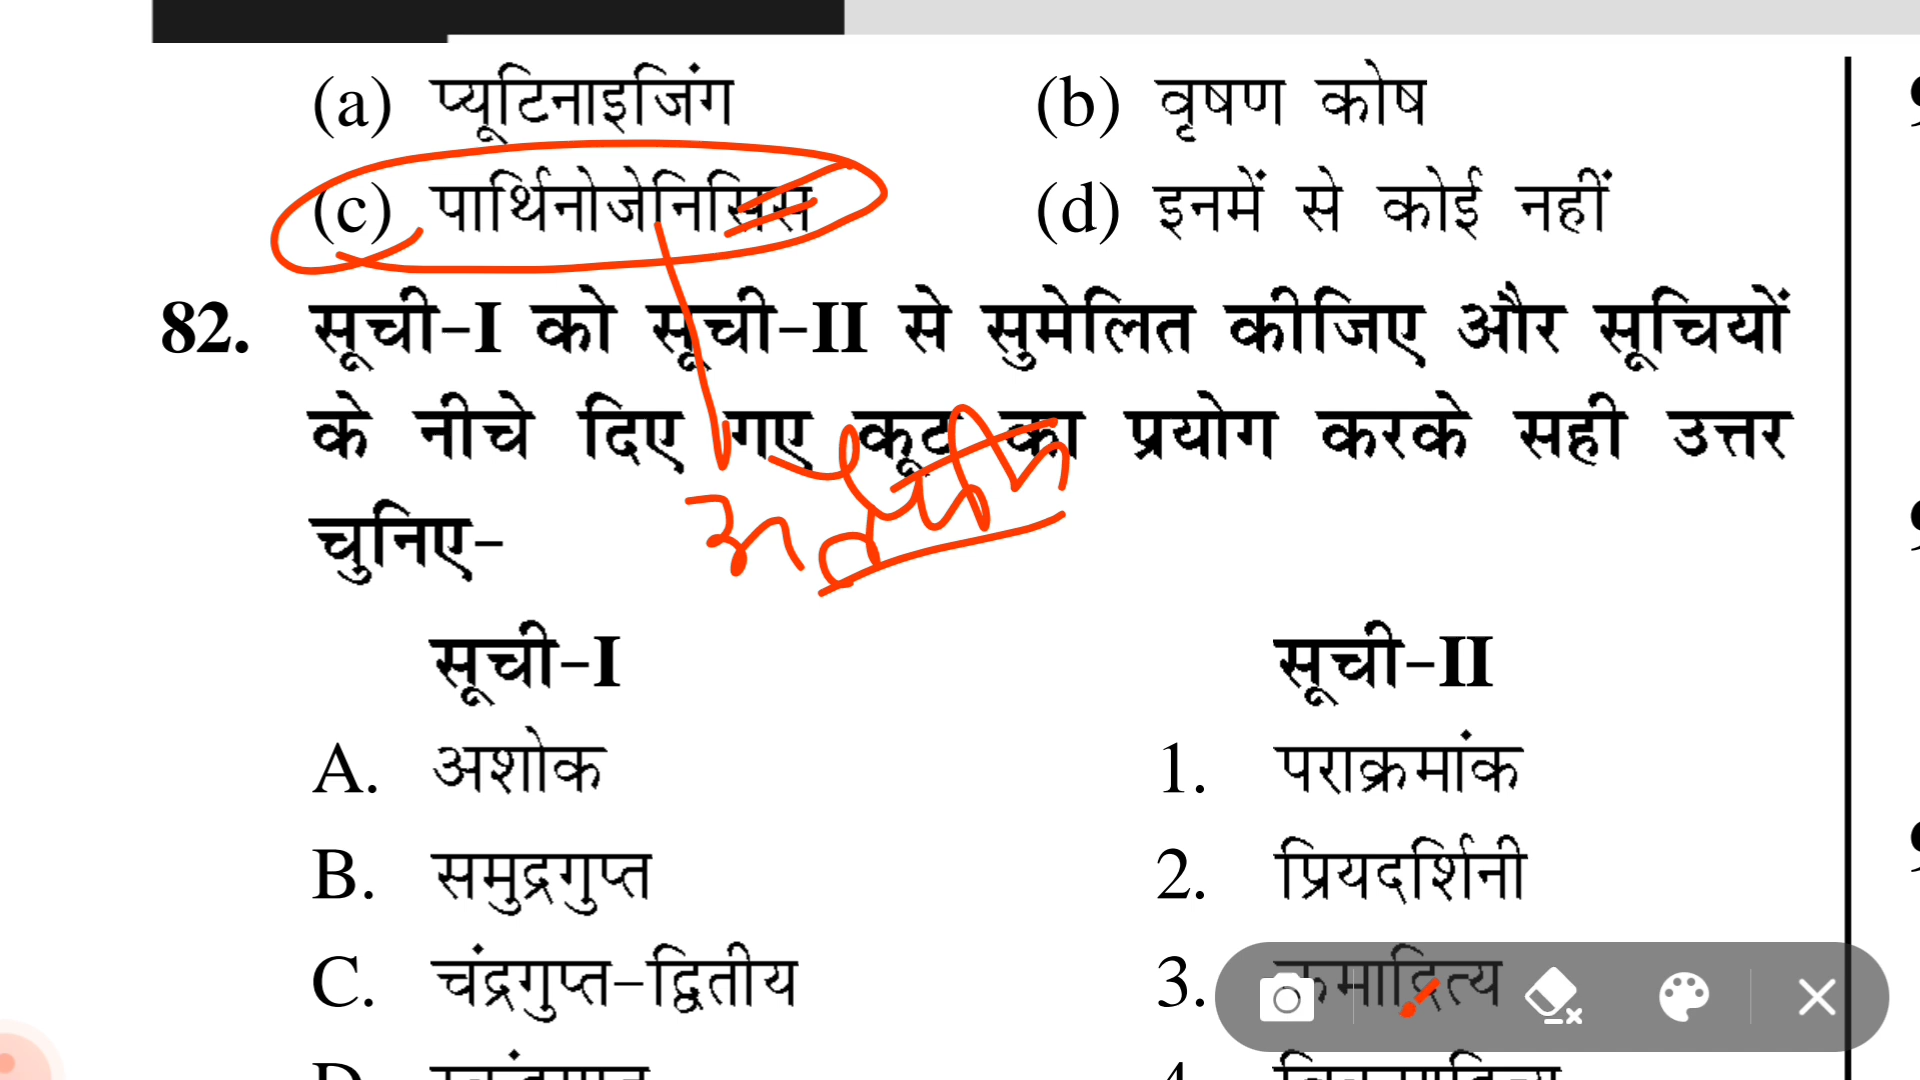 (a) प्यूटिनाइजिंग (b) वृषण कोष
(c) पार्थिनोजेनिसिस (d) इनमें से कोई नहीं
82. सूची-I को सूची-II से सुमेलित कीजिए और सूचियों
के नीचे दिए गए कूट का प्रयोग करके सही उत्तर
चुनिए-
सूची-I सूची-II
A. अशोक 1. पराक्रमांक
B. समुद्रगुप्त 2. प्रियदर्शिनी
C. चंद्रगुप्त-द्वितीय 3. क्रमादित्य
D. 4.